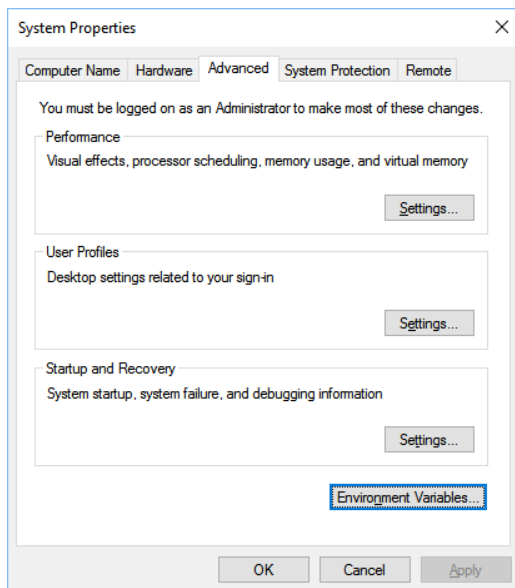 System Properties
Computer Name Hardware Advanced System Protection Remote
You must be logged on as an Administrator to make most of these changes.
Performance
Visual effects, processor scheduling, memory usage, and virtual memory
Settings...
User Profiles
Desktop settings related to your sign-in
Settings...
Startup and Recovery
System startup, system failure, and debugging information
Settings...
Environment Variables...
OK Cancel Apply